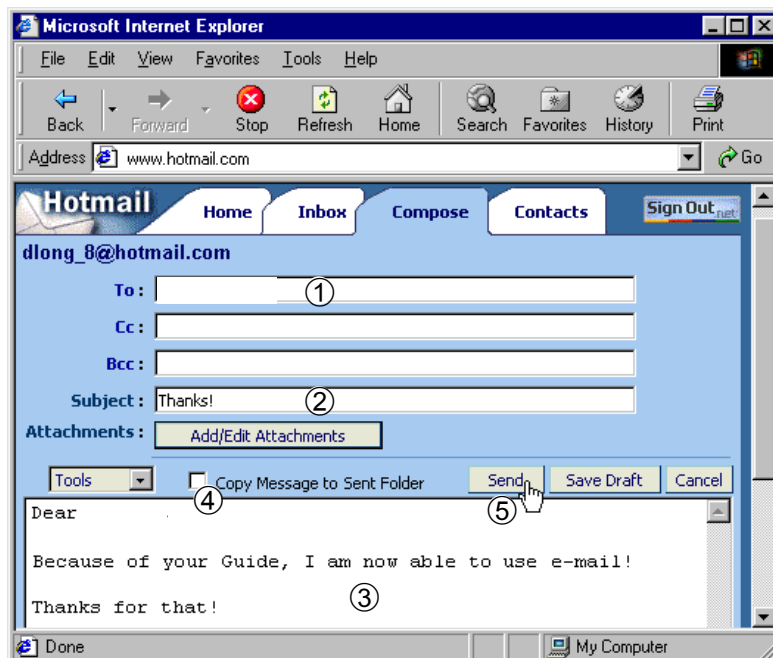 Microsoft Internet Explorer
File Edit View Favorites Tools Help
Back Forward Stop Refresh Home Search Favorites History Print
Address www.hotmail.com Go
Hotmail Home Inbox Compose Contacts Sign Out .net
dlong_8@hotmail.com
To: ①
Cc:
Bcc:
Subject: Thanks! ②
Attachments: Add/Edit Attachments
Tools Copy Message to Sent Folder Send Save Draft Cancel
④ ⑤
Dear
Because of your Guide, I am now able to use e-mail!
③
Thanks for that!
Done My Computer